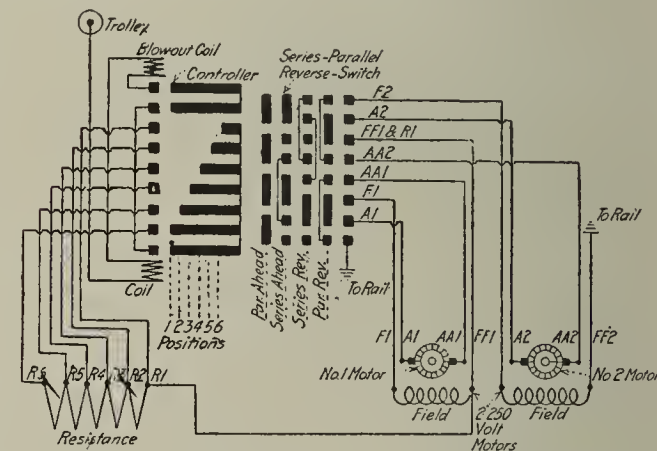 Trolley
Blowout Coil
Controller
Series-Parallel
Reverse-Switch
F2
A2
FF1 & R1
AA2
AA1
F1
A1
To Rail
To Rail
Coil
1 2 3 4 5 6
Positions
Par. Ahead
Series Ahead
Series Rev.
Par. Rev.
F1 A1 AA1 FF1 A2 AA2 FF2
No.1 Motor
No.2 Motor
R5 R4 R2 R1
Resistance
Field
2-250
Volt
Motors
Field